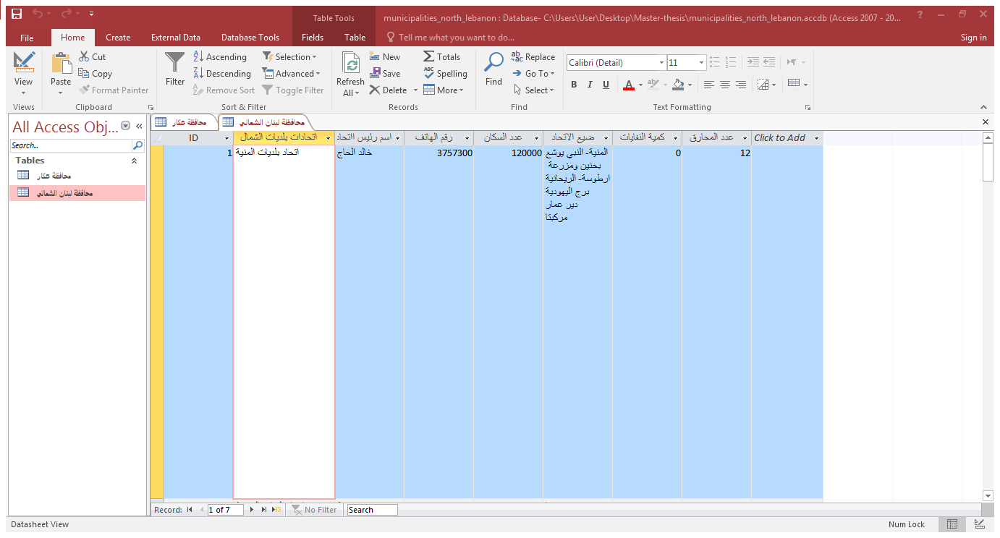 Table Tools
municipalities_north_lebanon : Database- C:\Users\User\Desktop\Master-thesis\municipalities_north_lebanon.accdb (Access 2007 - 20...
File Home Create External Data Database Tools Fields Table Tell me what you want to do... Sign in
View
Views
Paste
Cut
Copy
Format Painter
Clipboard
Filter
Ascending
Descending
Remove Sort
Selection
Advanced
Toggle Filter
Sort & Filter
Refresh
All
New
Save
Delete
Totals
Spelling
More
Records
Find
Replace
Go To
Select
Find
Calibri (Detail) 11
B I U A
Text Formatting
All Access Obj...
Search...
Tables
محافظة عكار
محافظة لبنان الشمالي
محافظة عكار
محافظة لبنان الشمالي
ID
اتحادات بلديات الشمال
اسم رئيس ااتحاد
رقم الهاتف
عدد السكان
ضيع الاتحاد
كمية النفايات
عدد المحارق
Click to Add
1
اتحاد بلديات المنية
خالد الحاج
3757300
120000
المنية- النبي يوشع
بحنين ومزرعة
ارطوسة- الريحانية
برج اليهودية
دير عمار
مركبتا
0
12
Record: 1 of 7 No Filter Search
Datasheet View
Num Lock